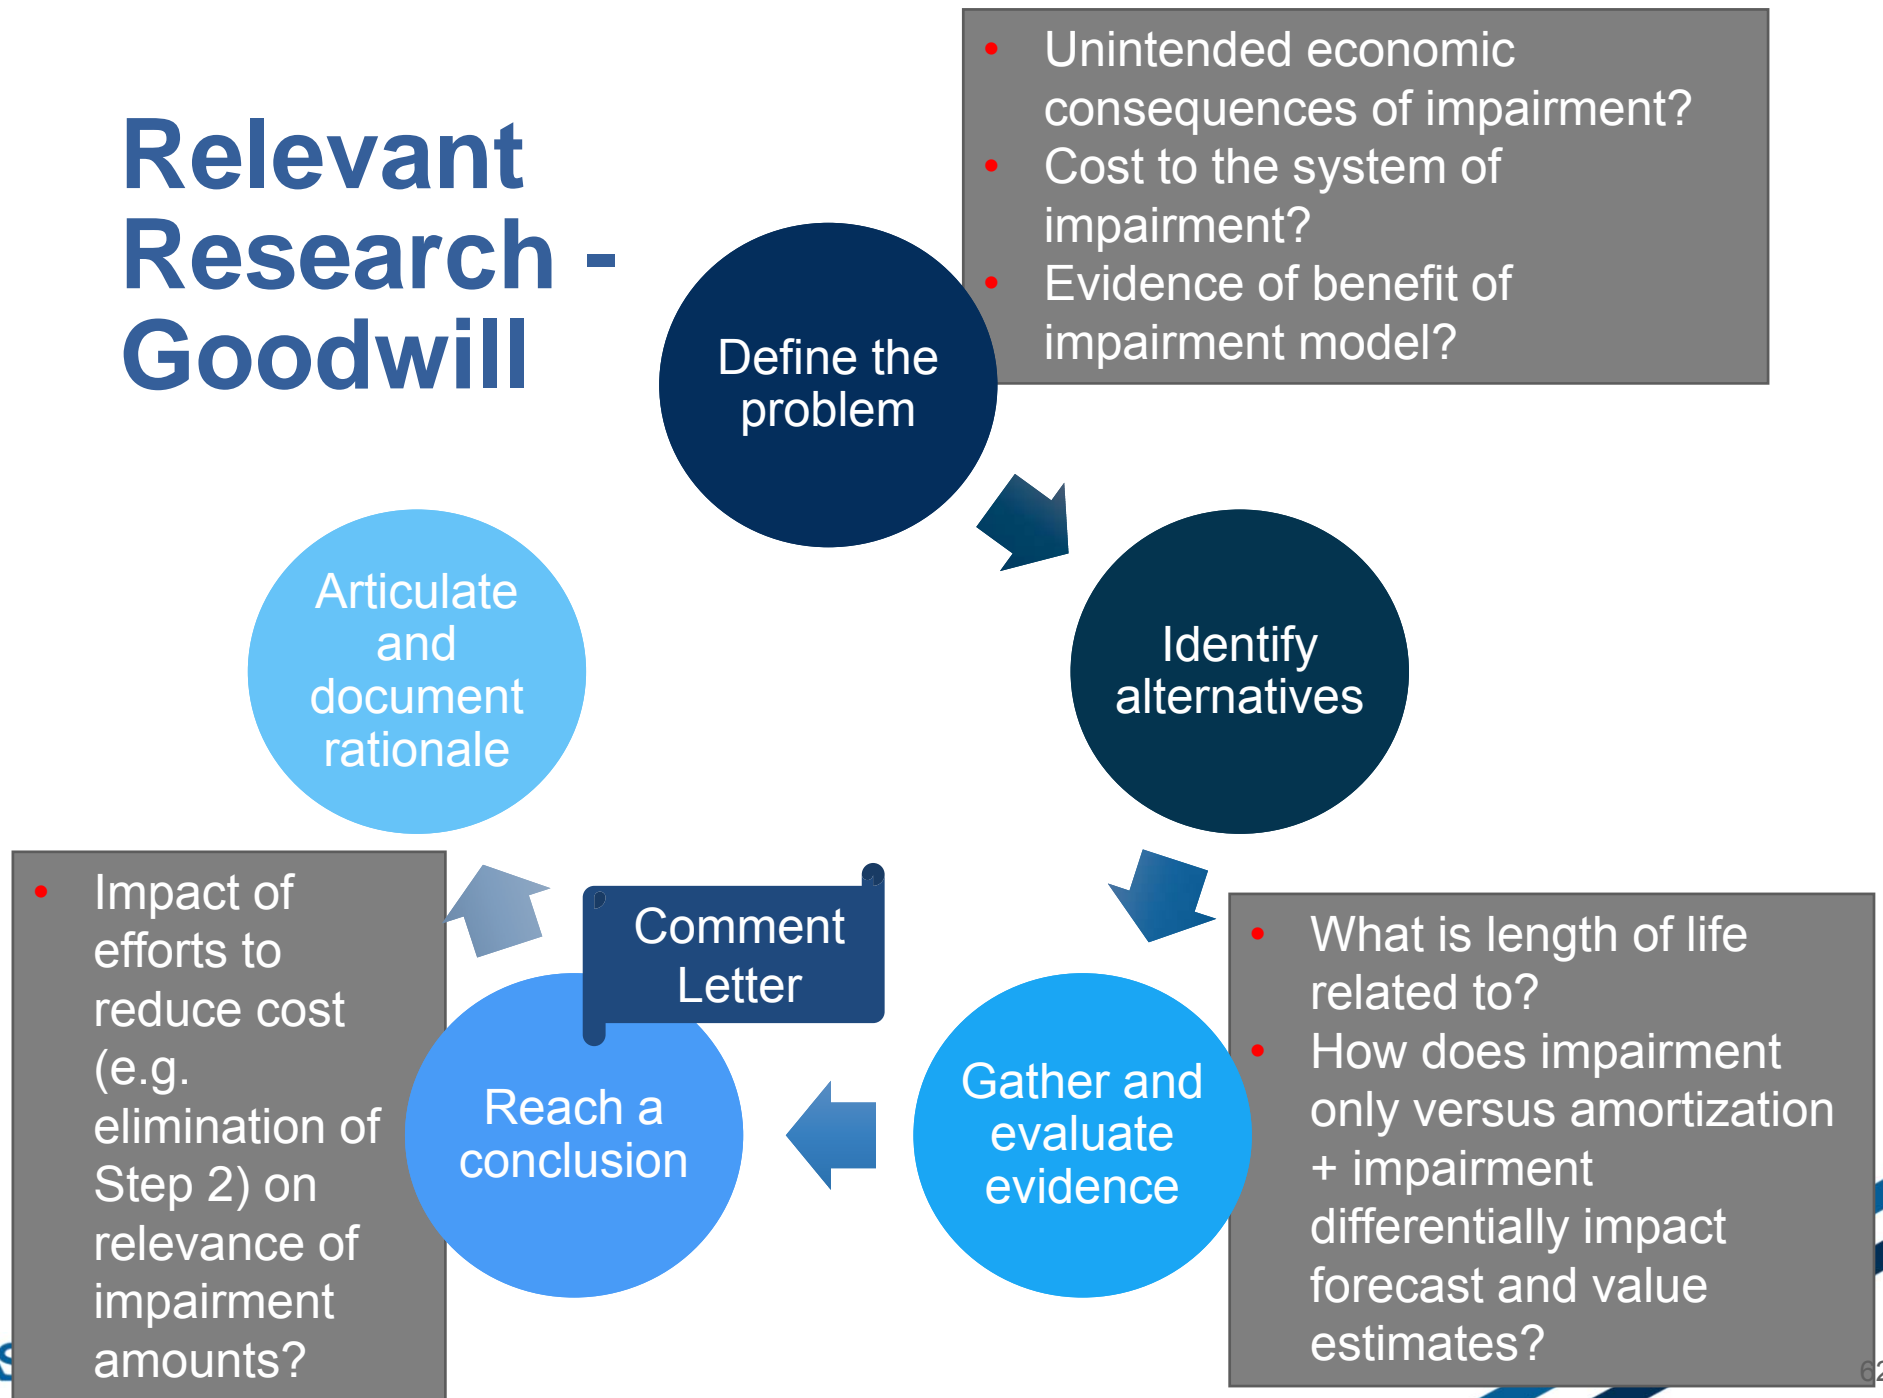 Relevant
Research -
Goodwill
• Unintended economic
consequences of impairment?
• Cost to the system of
impairment?
• Evidence of benefit of
impairment model?
Define the
problem
Identify
alternatives
• What is length of life
related to?
• How does impairment
only versus amortization
+ impairment
differentially impact
forecast and value
estimates?
Gather and
evaluate
evidence
Comment
Letter
Reach a
conclusion
• Impact of
efforts to
reduce cost
(e.g.
elimination of
Step 2) on
relevance of
impairment
amounts?
Articulate
and
document
rationale
62